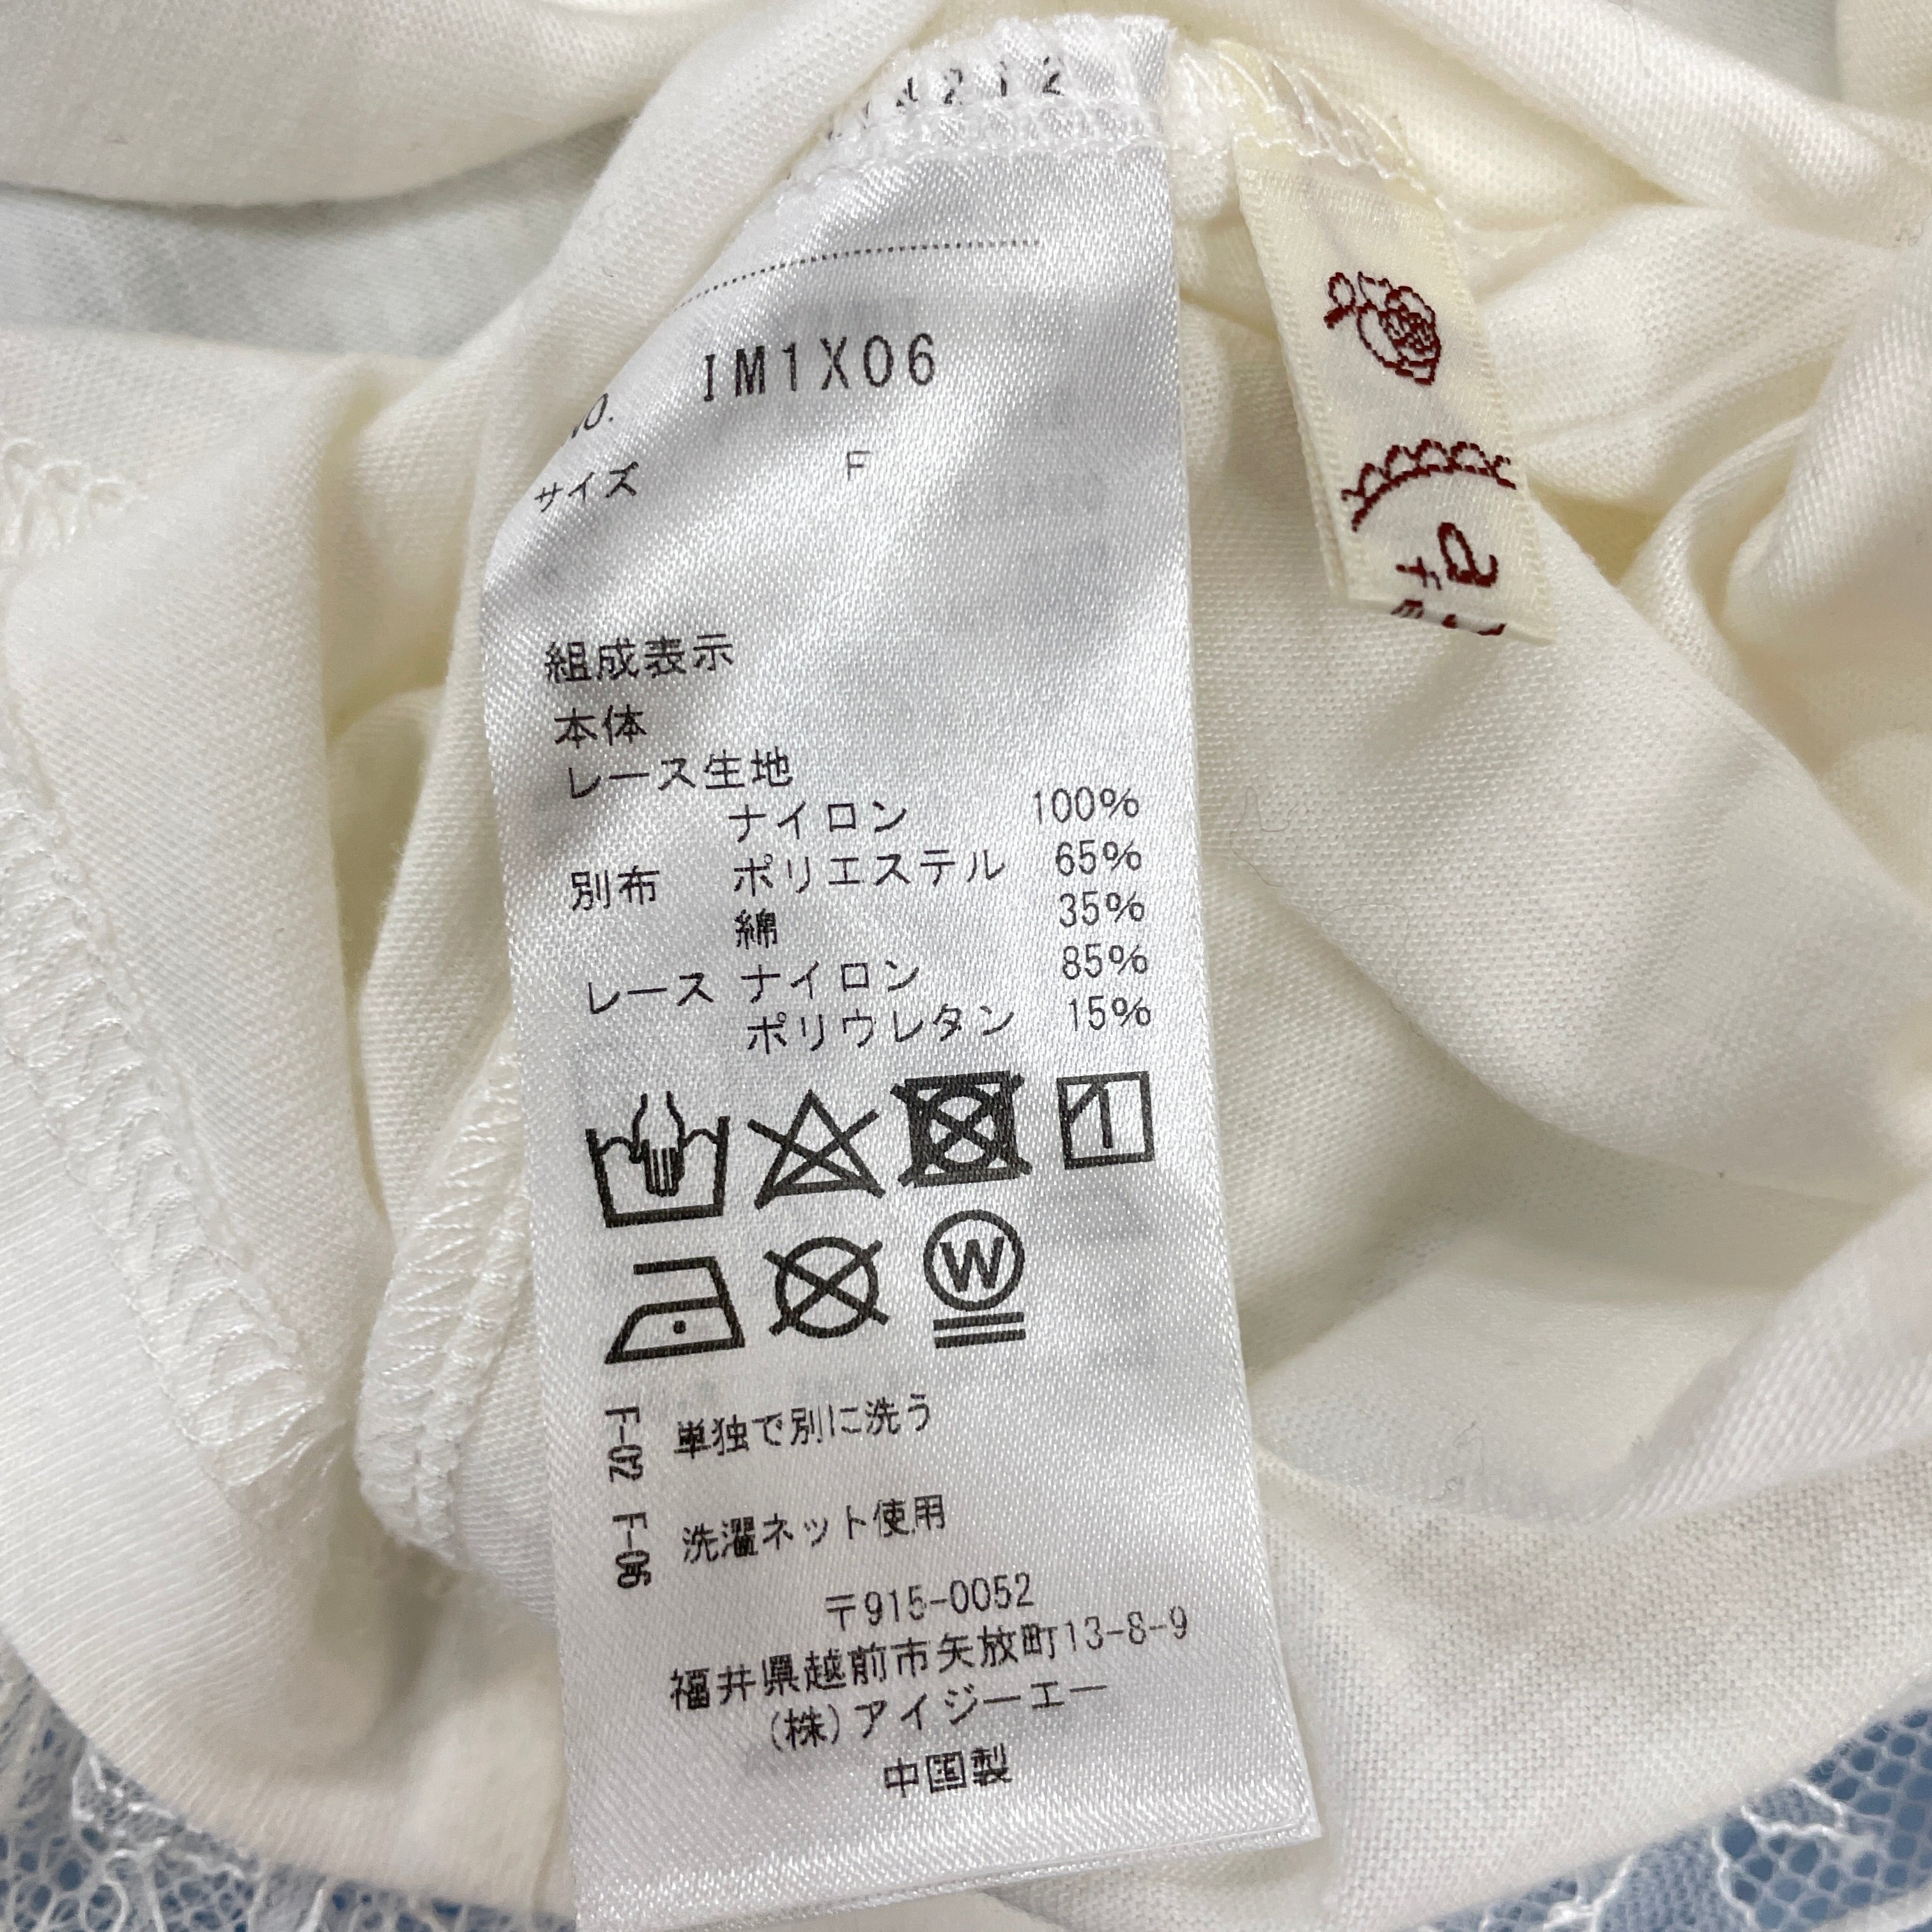 4212
NO. IM1X06
サイズ F
組成表示
本体
レース生地
ナイロン 100%
別布 ポリエステル 65%
綿 35%
レース ナイロン 85%
ポリウレタン 15%
W
F-02 単独で別に洗う
F-06 洗濯ネット使用
〒915-0052
福井県越前市矢放町13-8-9
(株)アイジーエー
中国製